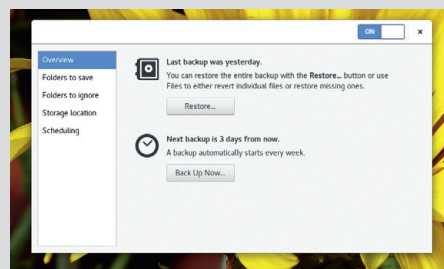 ON
Overview
Folders to save
Folders to ignore
Storage location
Scheduling
Last backup was yesterday.
You can restore the entire backup with the Restore... button or use
Files to either revert individual files or restore missing ones.
Restore...
Next backup is 3 days from now.
A backup automatically starts every week.
Back Up Now...